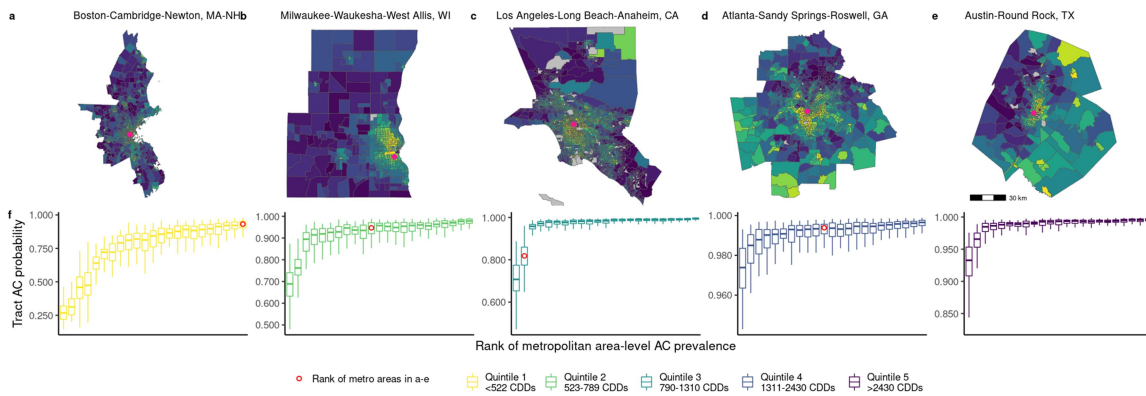 a
Boston-Cambridge-Newton, MA-NH
b
Milwaukee-Waukesha-West Allis, WI
c
Los Angeles-Long Beach-Anaheim, CA
d
Atlanta-Sandy Springs-Roswell, GA
e
Austin-Round Rock, TX
30 km
f
Tract AC probability
1.000
0.750
0.500
0.250
1.000
0.900
0.800
0.700
0.600
0.500
1.000
0.800
0.600
1.000
0.980
0.960
1.000
0.950
0.900
0.850
Rank of metropolitan area-level AC prevalence
Rank of metro areas in a-e
Quintile 1
<522 CDDs
Quintile 2
523-789 CDDs
Quintile 3
790-1310 CDDs
Quintile 4
1311-2430 CDDs
Quintile 5
>2430 CDDs